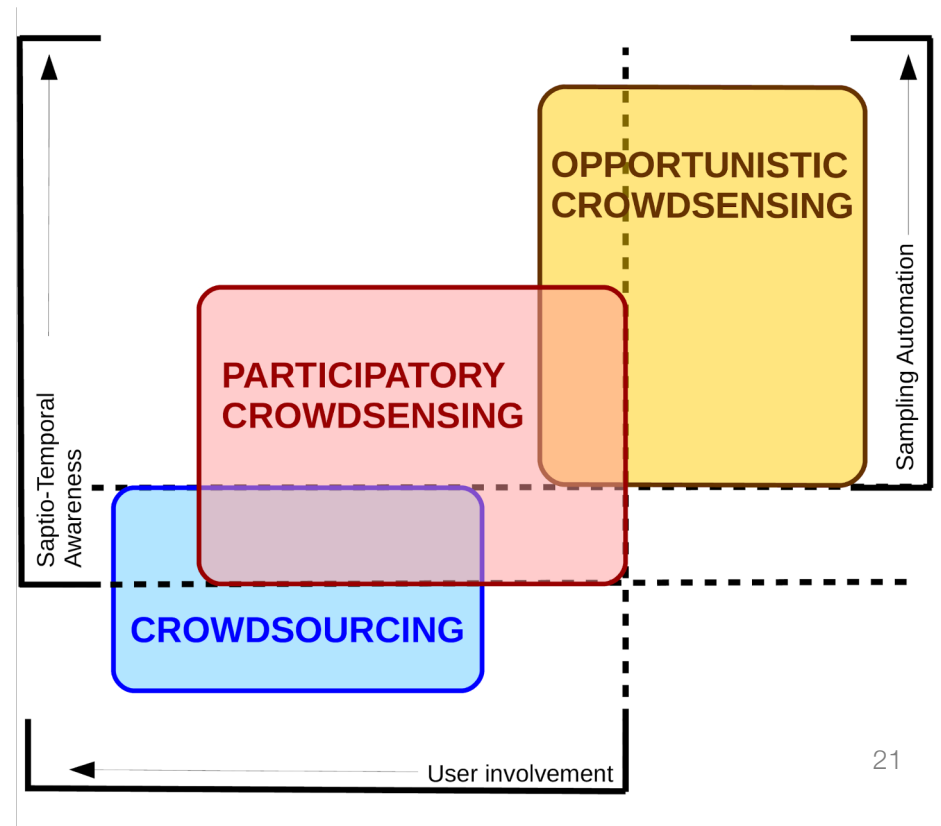 OPPORTUNISTIC
CROWDSENSING
Sampling Automation
PARTICIPATORY
CROWDSENSING
Saptio-Temporal
Awareness
CROWDSOURCING
User involvement
21